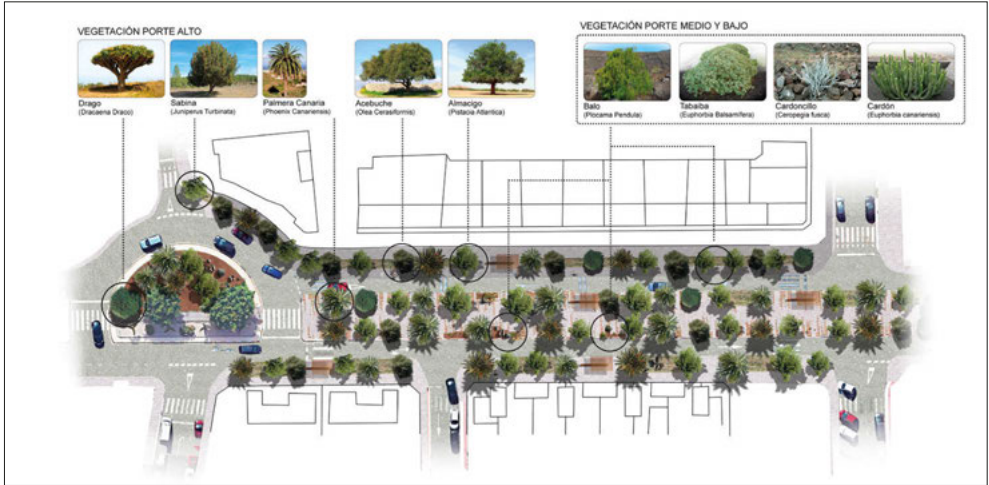 VEGETACIÓN PORTE ALTO
VEGETACIÓN PORTE MEDIO Y BAJO
Drago
(Dracaena Draco)
Sabina
(Juniperus Turbinata)
Palmera Canaria
(Phoenix Canariensis)
Acebuche
(Olea Cerasiformis)
Almacigo
(Pistacia Atlantica)
Balo
(Plocama Pendula)
Tabaiba
(Euphorbia Balsamifera)
Cardoncillo
(Ceropegia fusca)
Cardón
(Euphorbia canariensis)